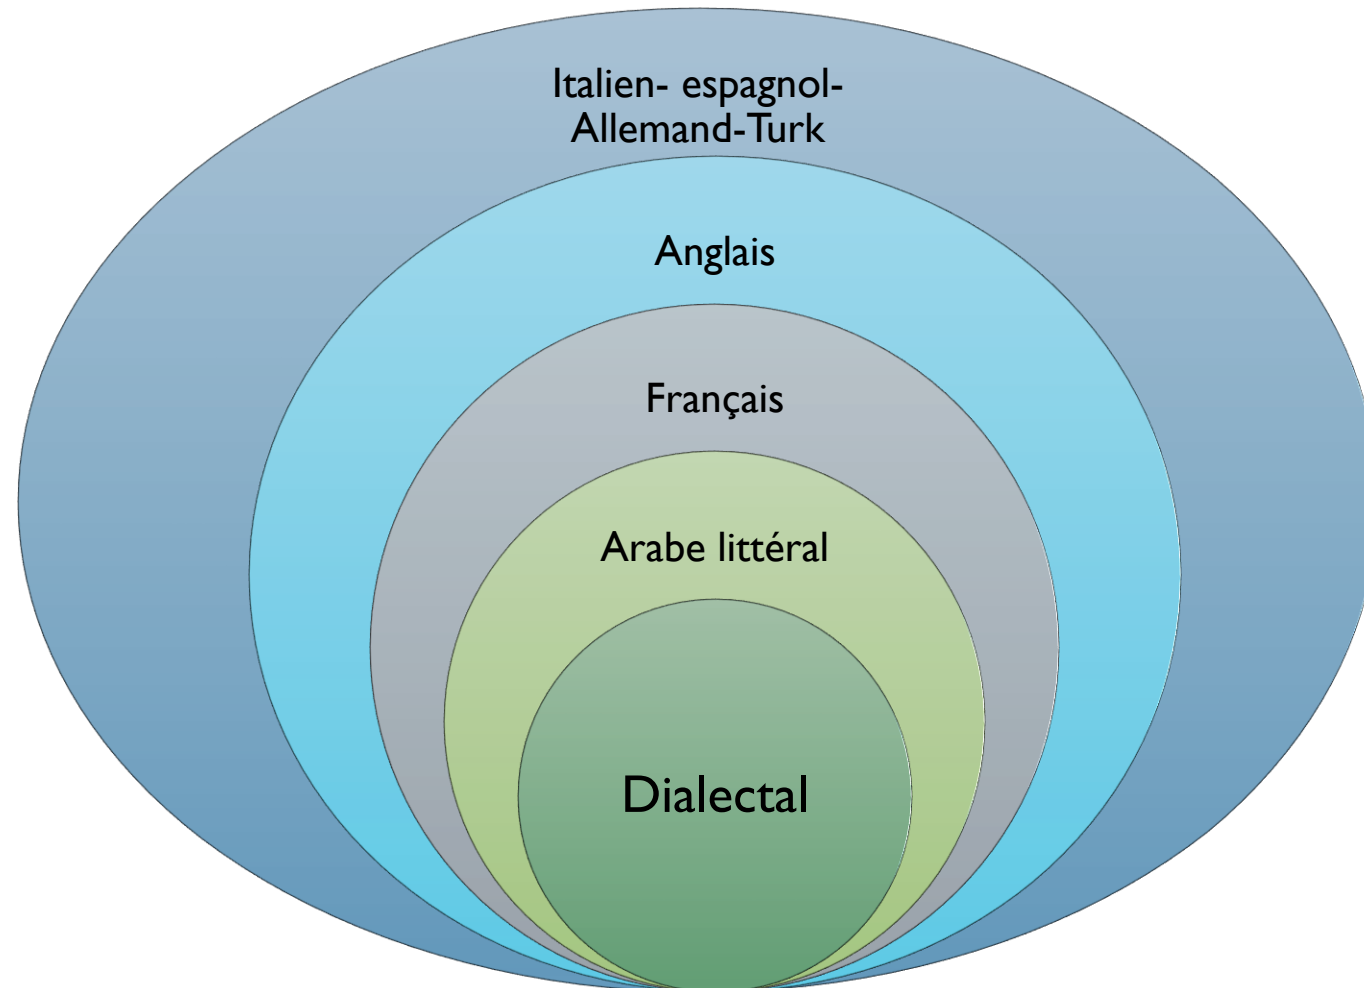 Italien- espagnol-
Allemand-Turk
Anglais
Français
Arabe littéral
Dialectal